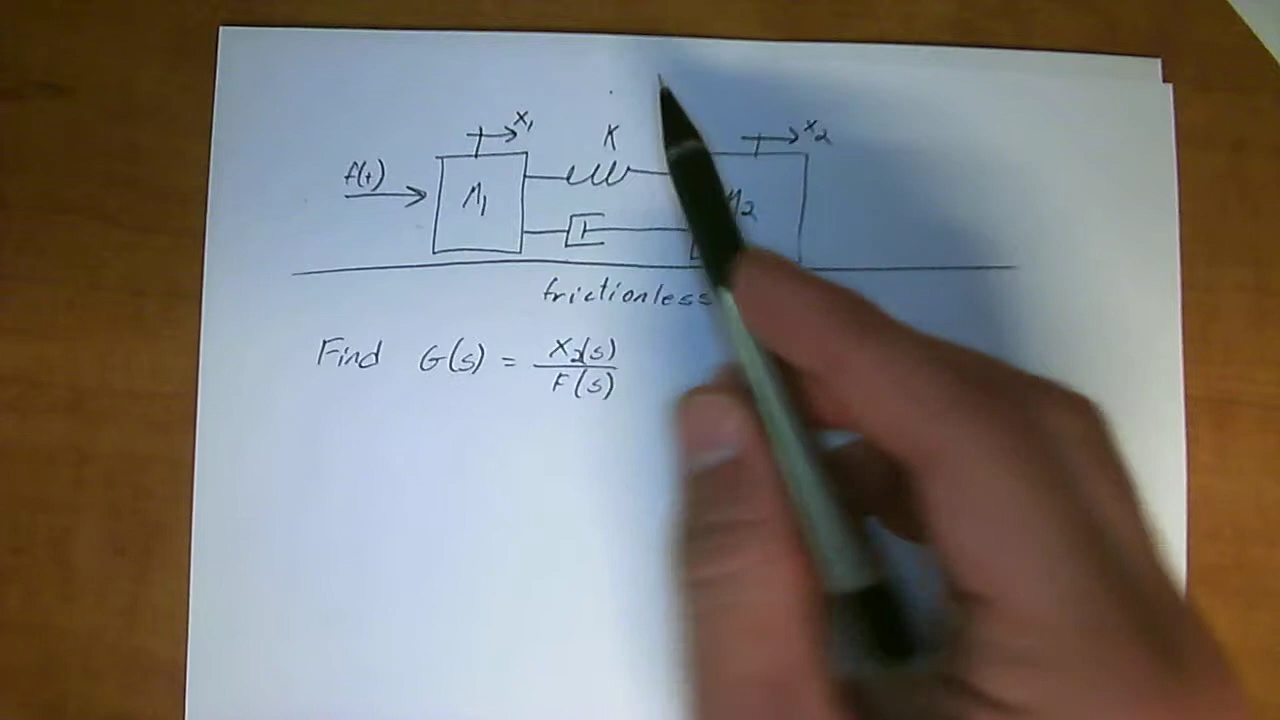 x₁ K x₂
f(t) M₁ M₂
frictionless
Find G(s) = X₂(s) / F(s)